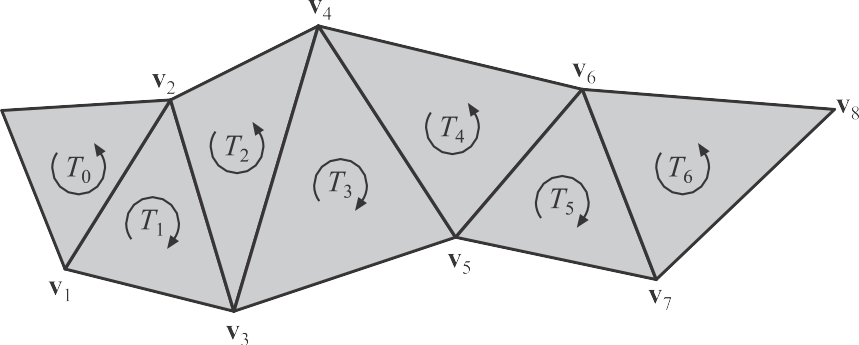 v₄
v₂
v₆
v₈
T₀
T₁
T₂
T₃
T₄
T₅
T₆
v₁
v₃
v₅
v₇